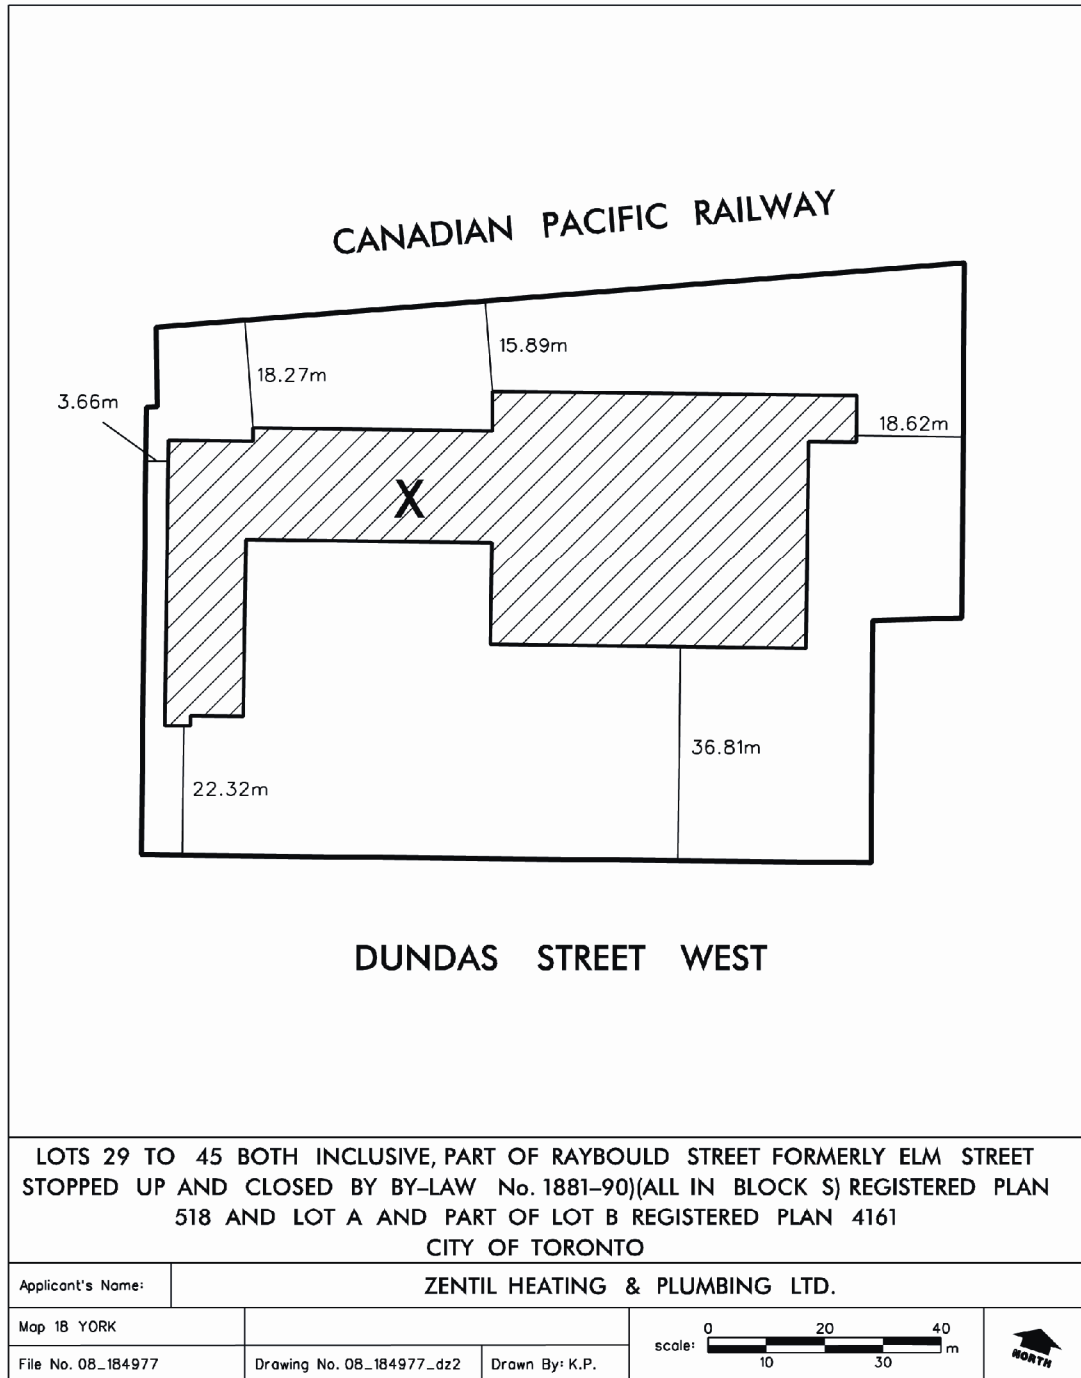 CANADIAN PACIFIC RAILWAY
15.89m
18.27m
3.66m
18.62m
X
36.81m
22.32m
DUNDAS STREET WEST
LOTS 29 TO 45 BOTH INCLUSIVE, PART OF RAYBOULD STREET FORMERLY ELM STREET
STOPPED UP AND CLOSED BY BY-LAW No. 1881-90)(ALL IN BLOCK S) REGISTERED PLAN
518 AND LOT A AND PART OF LOT B REGISTERED PLAN 4161
CITY OF TORONTO
Applicant's Name: ZENTIL HEATING & PLUMBING LTD.
Map 18 YORK
File No. 08_184977 Drawing No. 08_184977_dz2 Drawn By: K.P.
0 20 40
scale: m
10 30
NORTH